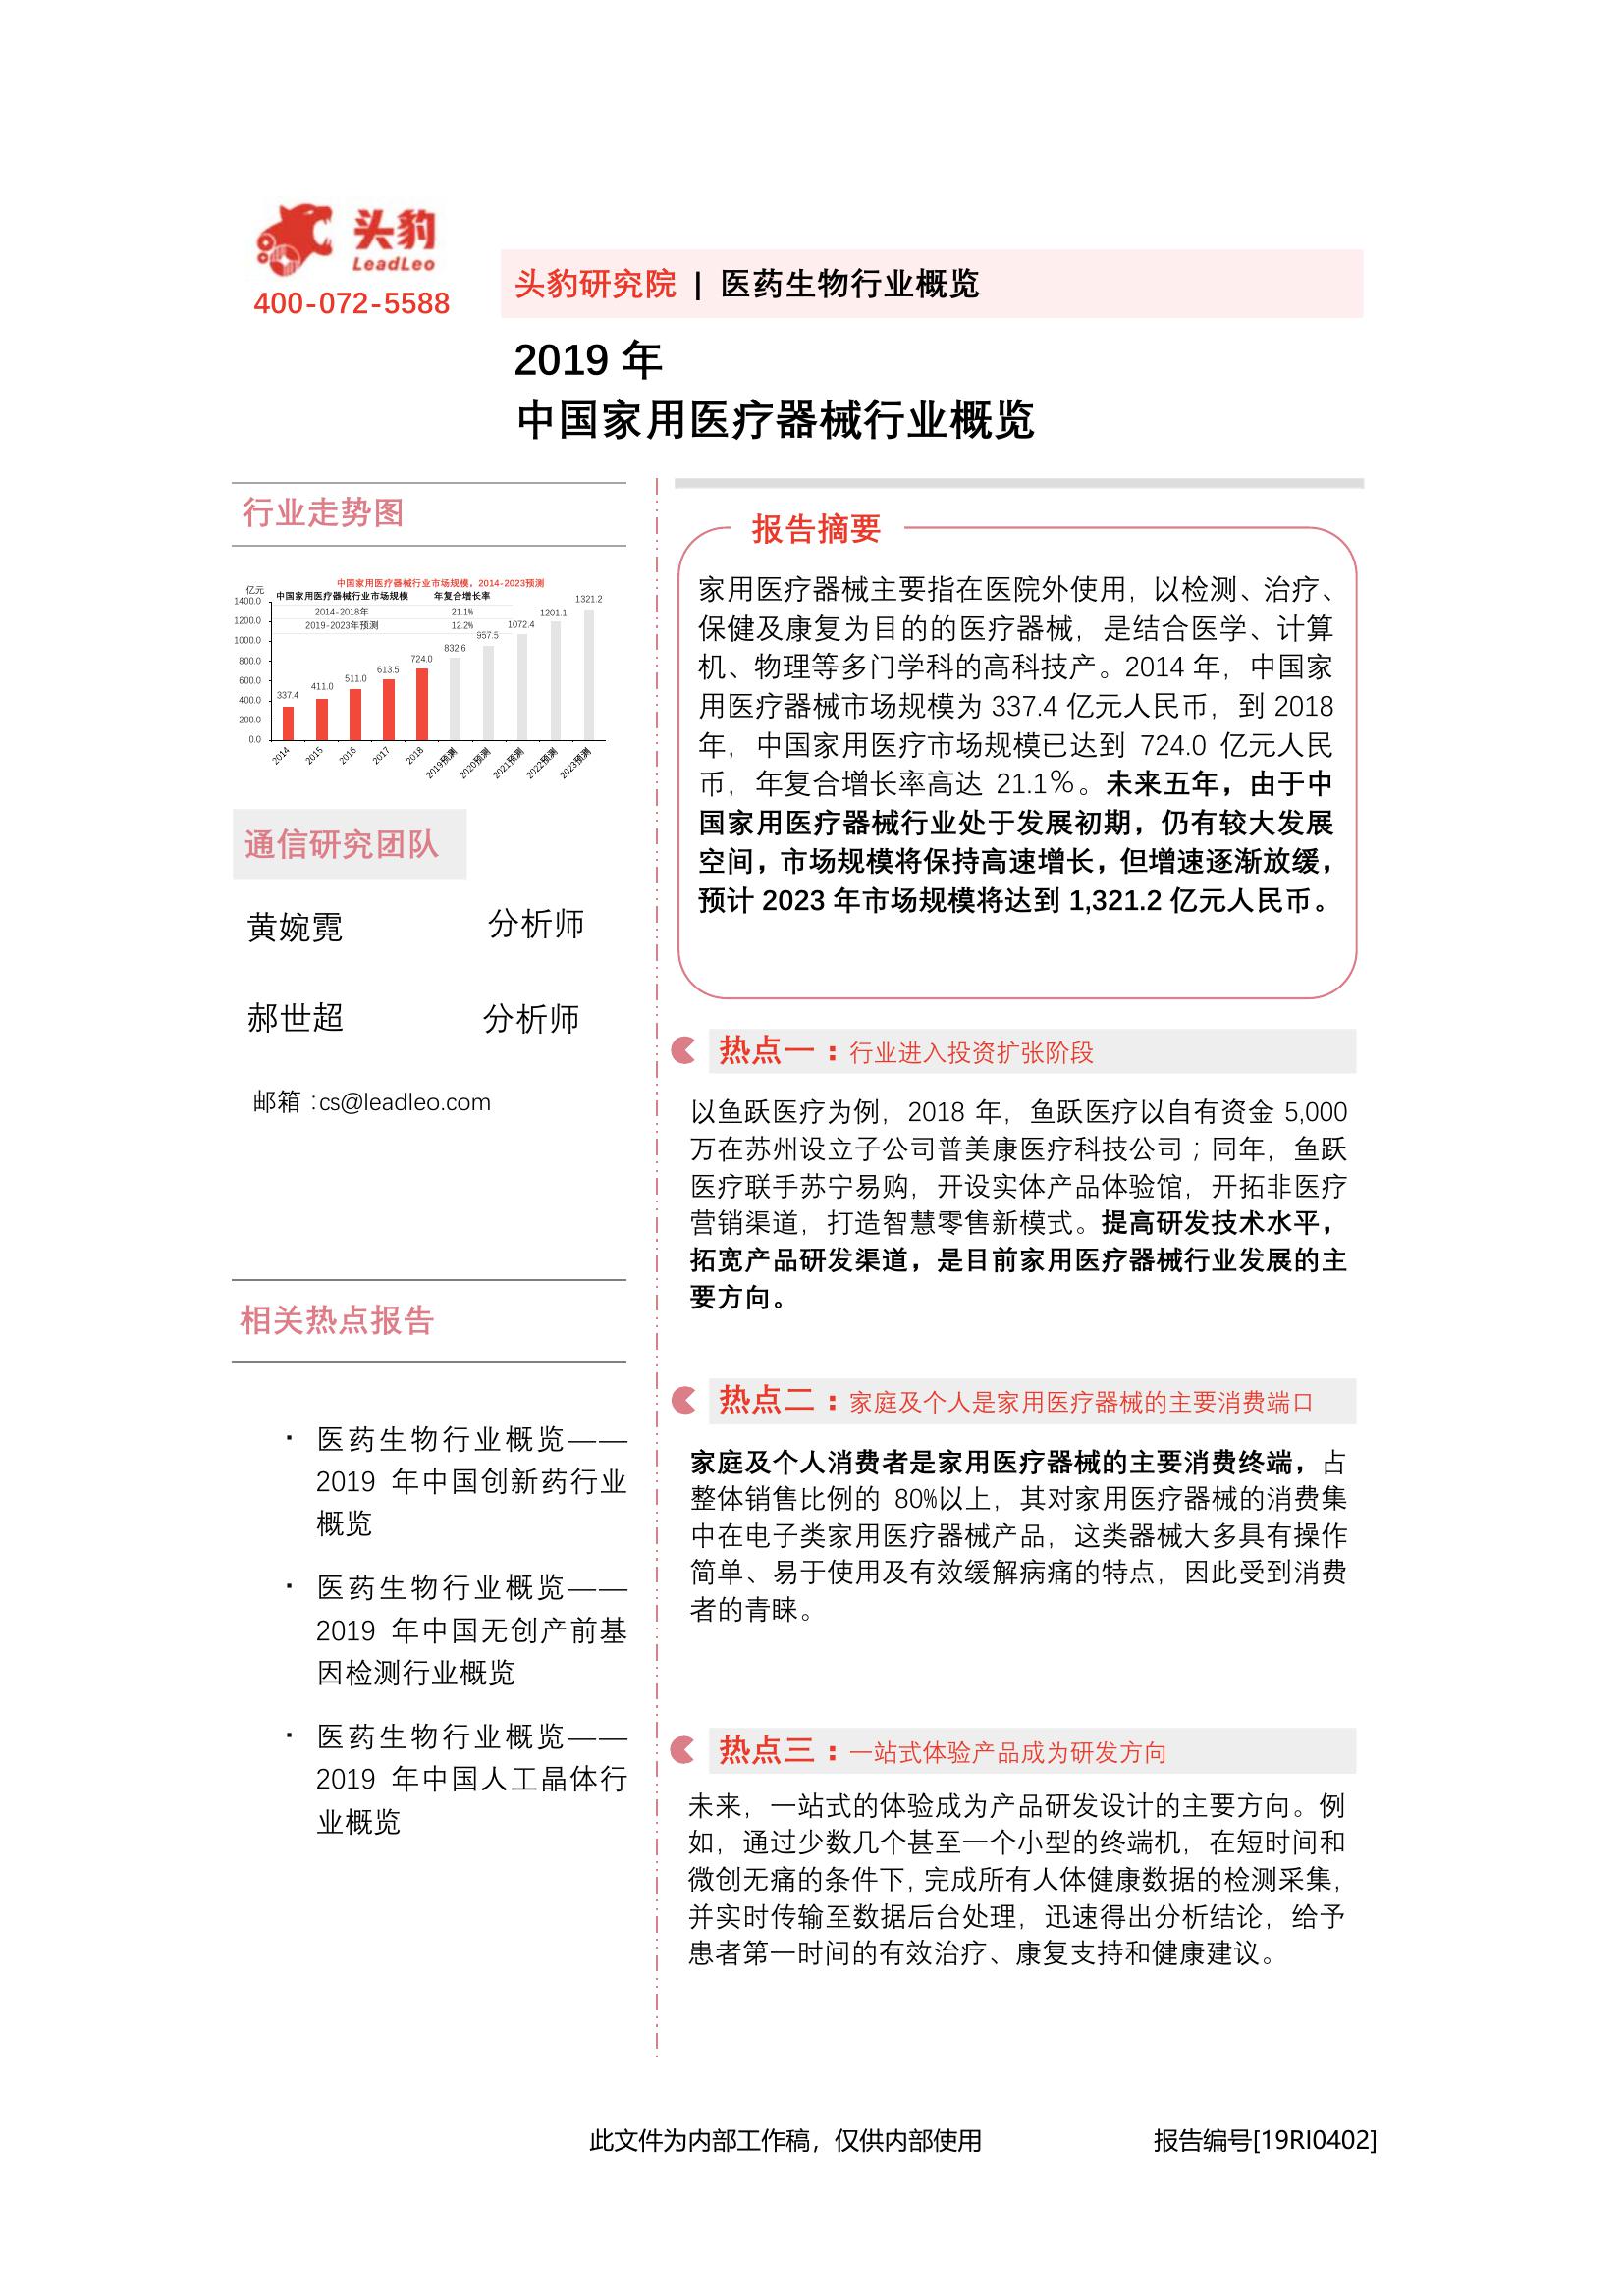 头豹
LeadLeo
400-072-5588
头豹研究院 | 医药生物行业概览
2019 年
中国家用医疗器械行业概览
行业走势图
中国家用医疗器械行业市场规模，2014-2023预测
亿元
中国家用医疗器械行业市场规模 年复合增长率
2014-2018年 21.1%
2019-2023年预测 12.2%
1400.0
1200.0
1000.0
800.0
600.0
400.0
200.0
0.0
337.4
411.0
511.0
613.5
724.0
832.6
957.5
1072.4
1201.1
1321.2
2014
2015
2016
2017
2018
2019预测
2020预测
2021预测
2022预测
2023预测
通信研究团队
黄婉霓 分析师
郝世超 分析师
邮箱：cs@leadleo.com
相关热点报告
· 医药生物行业概览——
2019 年中国创新药行业
概览
· 医药生物行业概览——
2019 年中国无创产前基
因检测行业概览
· 医药生物行业概览——
2019 年中国人工晶体行
业概览
报告摘要
家用医疗器械主要指在医院外使用，以检测、治疗、
保健及康复为目的的医疗器械，是结合医学、计算
机、物理等多门学科的高科技产。2014 年，中国家
用医疗器械市场规模为 337.4 亿元人民币，到 2018
年，中国家用医疗市场规模已达到 724.0 亿元人民
币，年复合增长率高达 21.1%。未来五年，由于中
国家用医疗器械行业处于发展初期，仍有较大发展
空间，市场规模将保持高速增长，但增速逐渐放缓，
预计 2023 年市场规模将达到 1,321.2 亿元人民币。
热点一：行业进入投资扩张阶段
以鱼跃医疗为例，2018 年，鱼跃医疗以自有资金 5,000
万在苏州设立子公司普美康医疗科技公司；同年，鱼跃
医疗联手苏宁易购，开设实体产品体验馆，开拓非医疗
营销渠道，打造智慧零售新模式。提高研发技术水平，
拓宽产品研发渠道，是目前家用医疗器械行业发展的主
要方向。
热点二：家庭及个人是家用医疗器械的主要消费端口
家庭及个人消费者是家用医疗器械的主要消费终端，占
整体销售比例的 80%以上，其对家用医疗器械的消费集
中在电子类家用医疗器械产品，这类器械大多具有操作
简单、易于使用及有效缓解病痛的特点，因此受到消费
者的青睐。
热点三：一站式体验产品成为研发方向
未来，一站式的体验成为产品研发设计的主要方向。例
如，通过少数几个甚至一个小型的终端机，在短时间和
微创无痛的条件下，完成所有人体健康数据的检测采集，
并实时传输至数据后台处理，迅速得出分析结论，给予
患者第一时间的有效治疗、康复支持和健康建议。
此文件为内部工作稿，仅供内部使用 报告编号[19RI0402]